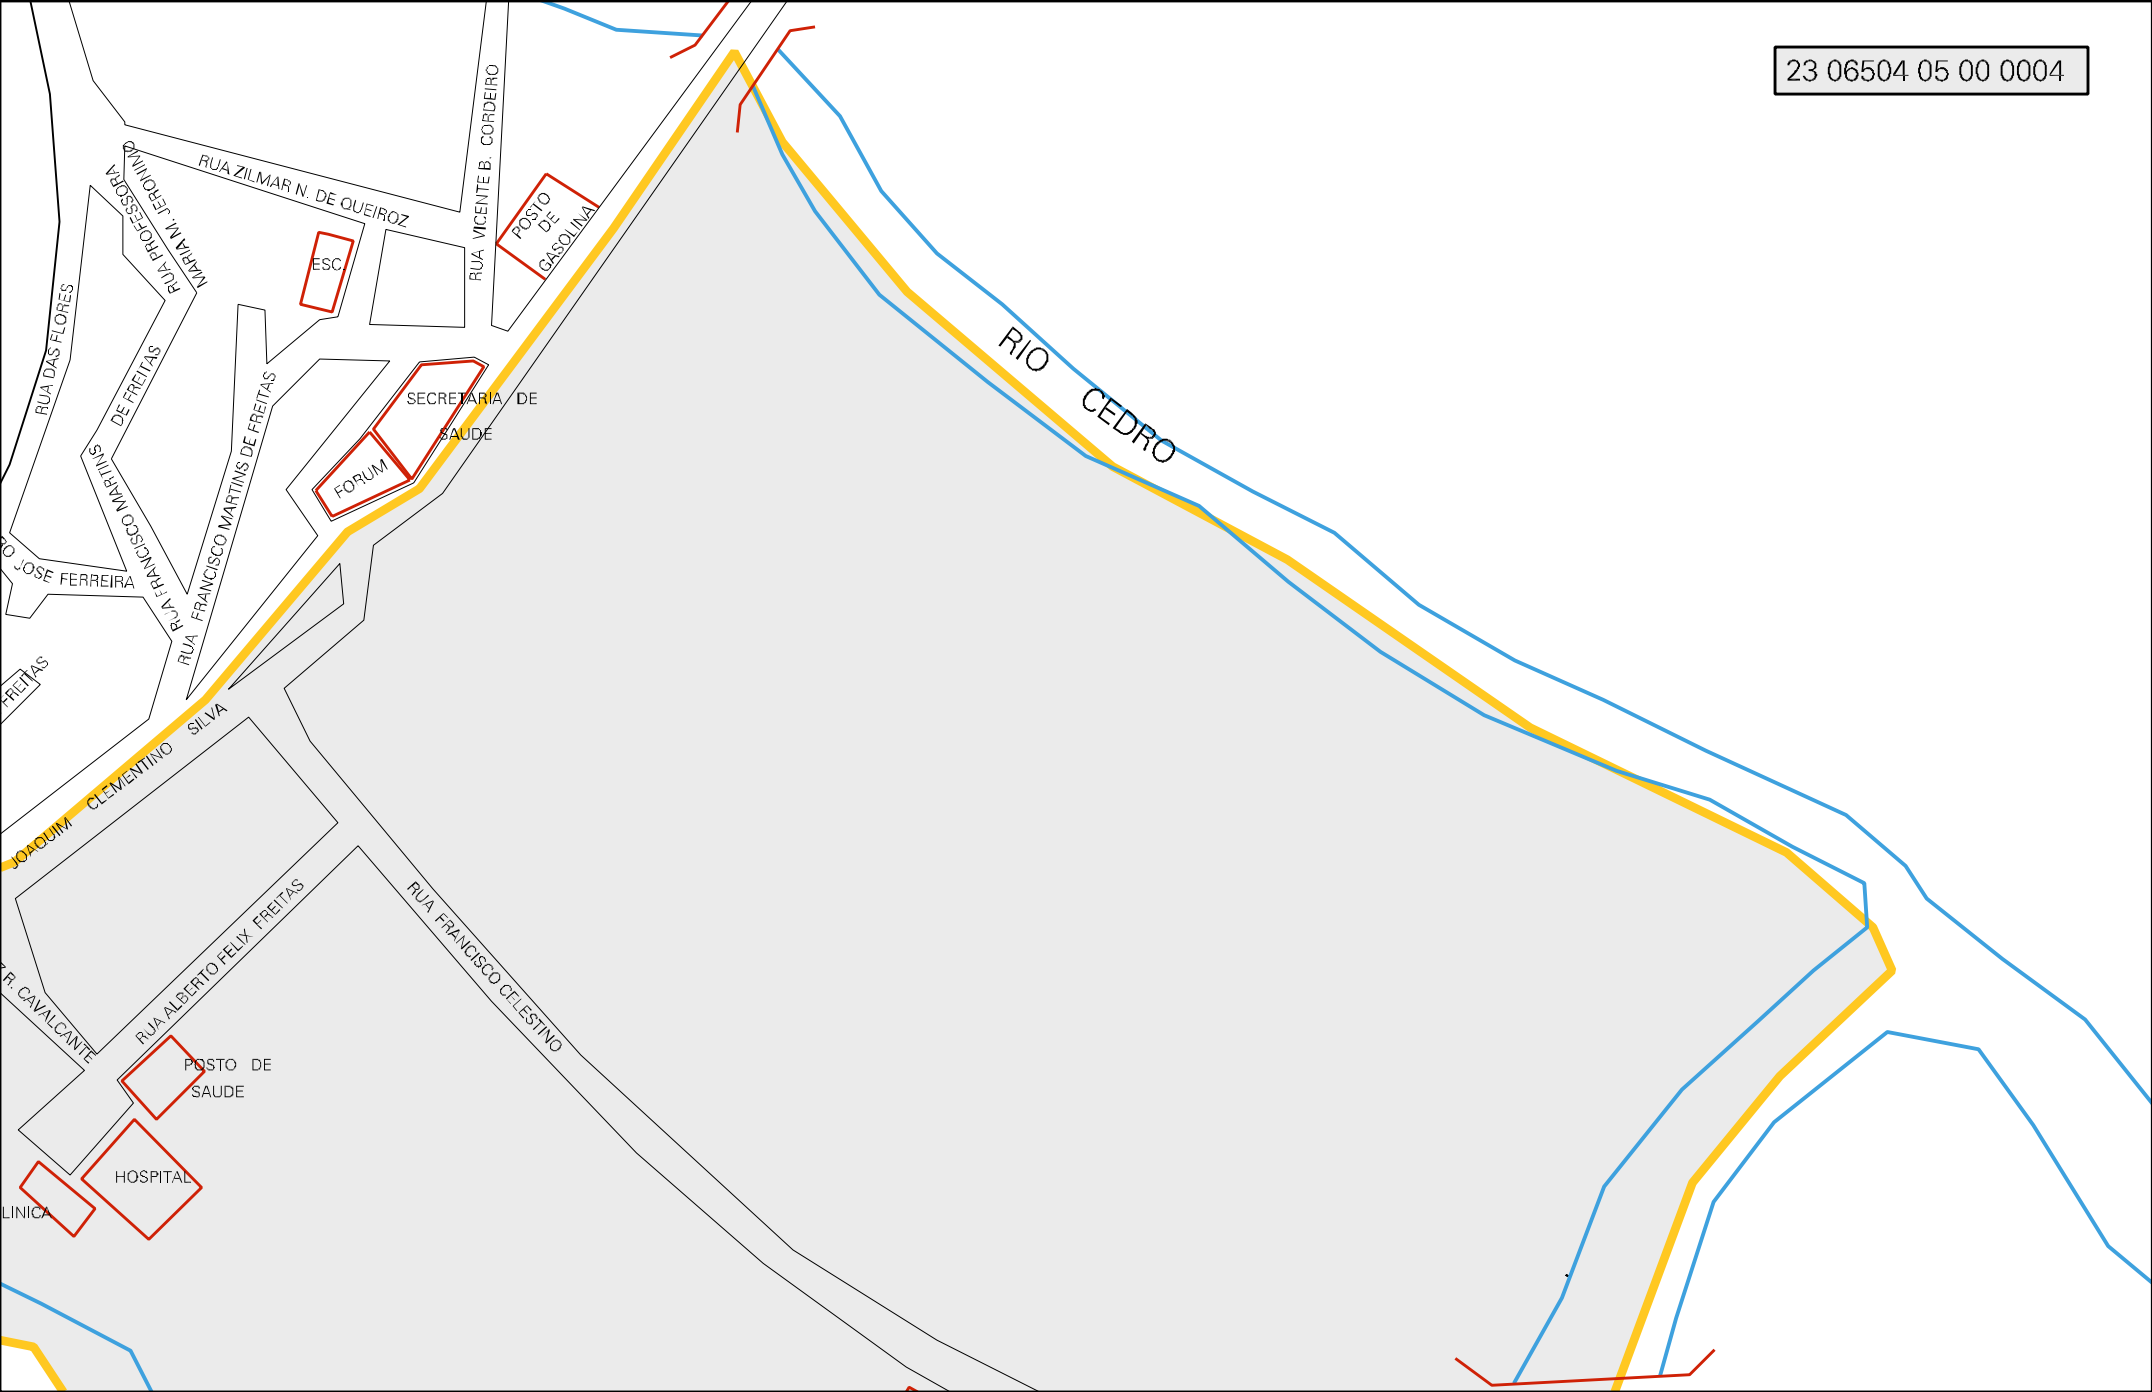 23 06504 05 00 0004
RUA ZILMAR N. DE QUEIROZ
RUA VICENTE B. CORDEIRO
RUA PROFESSORA
MARIA M. JERONIMO
POSTO
DE
GASOLINA
ESC.
RUA DAS FLORES
DE FREITAS
RUA FRANCISCO MARTINS
RUA FRANCISCO MARTINS DE FREITAS
SECRETARIA DE
SAUDE
FORUM
RIO CEDRO
JOSE FERREIRA
FREITAS
JOAQUIM CLEMENTINO SILVA
RUA ALBERTO FELIX FREITAS
RUA FRANCISCO CELESTINO
R. CAVALCANTE
POSTO DE
SAUDE
HOSPITAL
LINICA